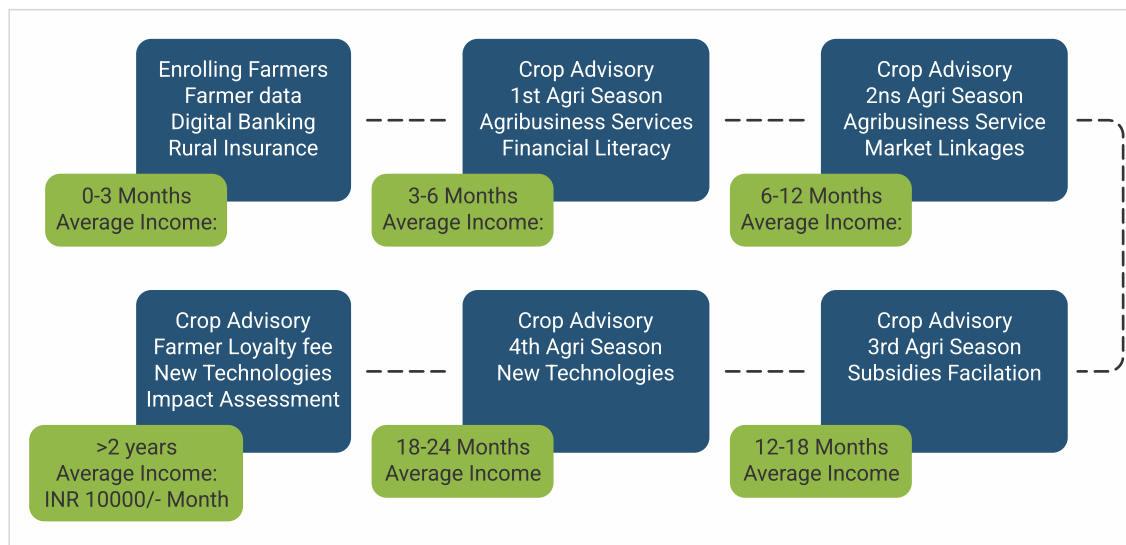 Enrolling Farmers
Farmer data
Digital Banking
Rural Insurance
0-3 Months
Average Income:
Crop Advisory
1st Agri Season
Agribusiness Services
Financial Literacy
3-6 Months
Average Income:
Crop Advisory
2ns Agri Season
Agribusiness Service
Market Linkages
6-12 Months
Average Income:
Crop Advisory
3rd Agri Season
Subsidies Facilation
12-18 Months
Average Income
Crop Advisory
4th Agri Season
New Technologies
18-24 Months
Average Income
Crop Advisory
Farmer Loyalty fee
New Technologies
Impact Assessment
>2 years
Average Income:
INR 10000/- Month